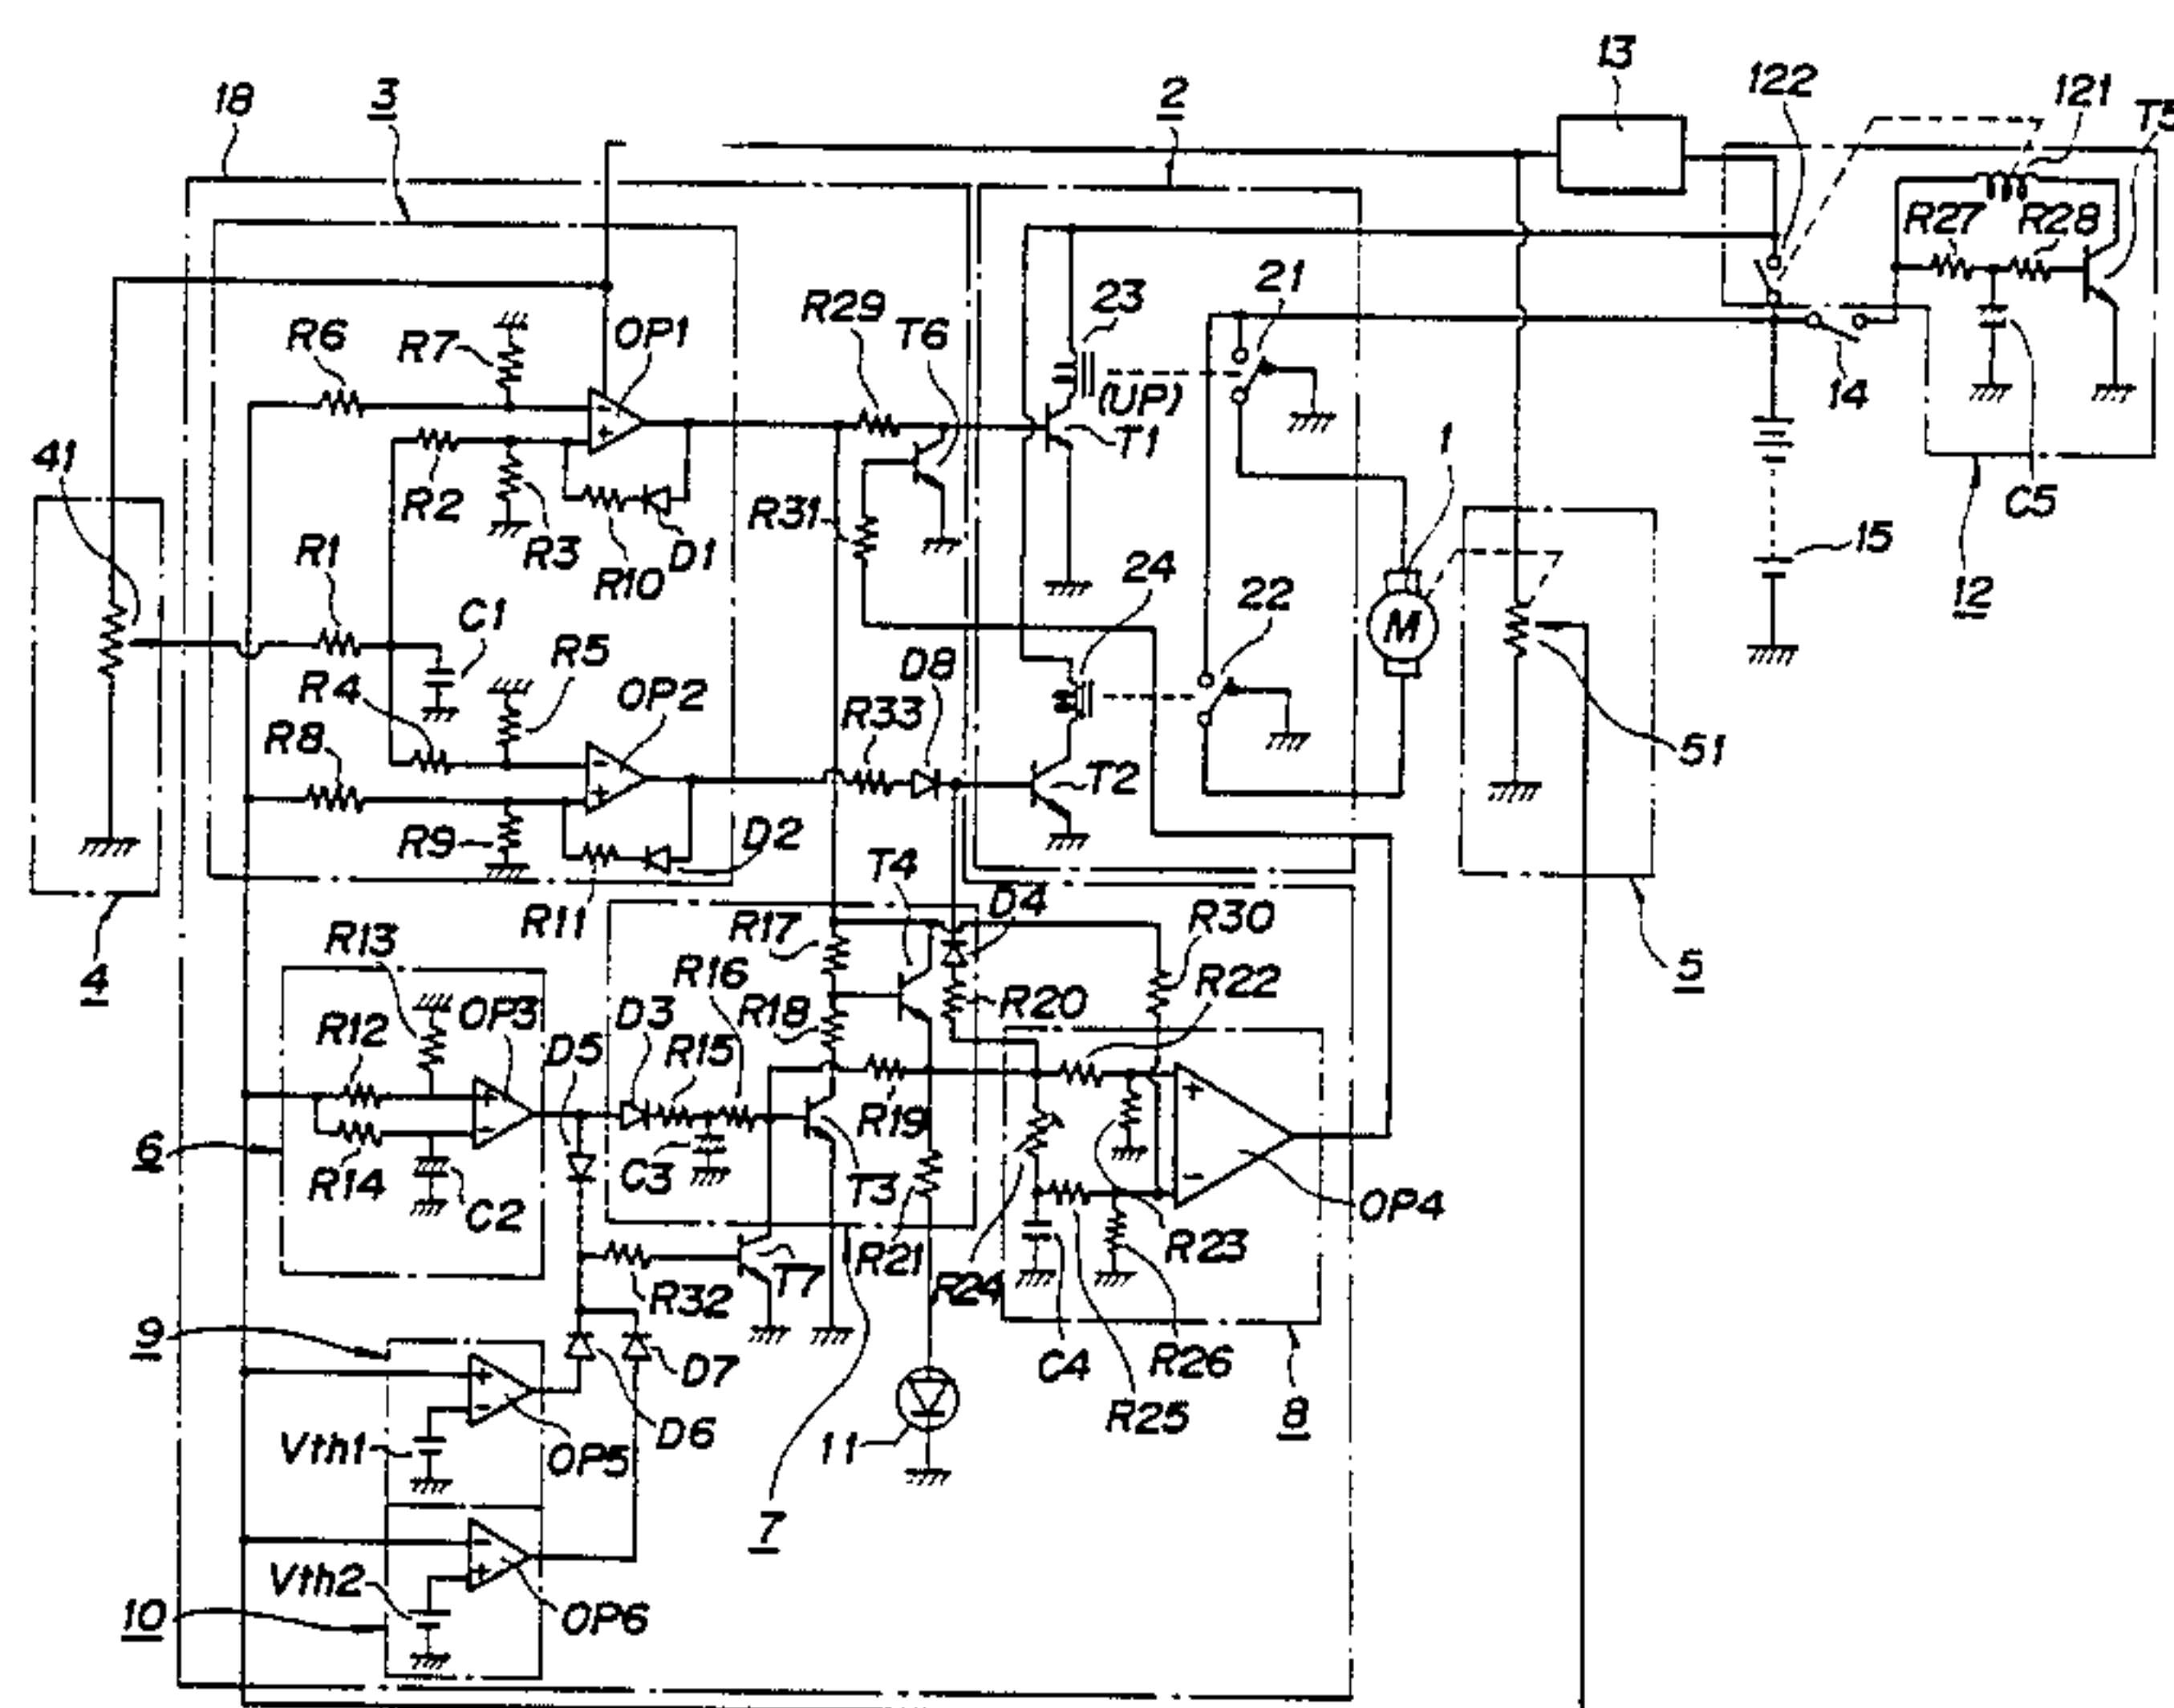 13
122
121
T5
18
3
2
R27
R28
R6
R7
OP1
R29
T6
23
21
(UP)
14
T1
41
R2
R3
R10
D1
R31
1
C5
15
12
R1
C1
R5
24
22
M
R4
OP2
D8
R33
R8
51
T2
R9
D2
T4
R11
D4
R30
R13
R17
4
5
R16
R22
R12
OP3
D5
D3
R15
R18
R20
6
R14
C2
C3
R19
T3
OP4
R21
R24
R23
R32
T7
9
D7
C4
R26
R25
8
D6
Vth1
OP5
11
7
Vth2
10
OP6